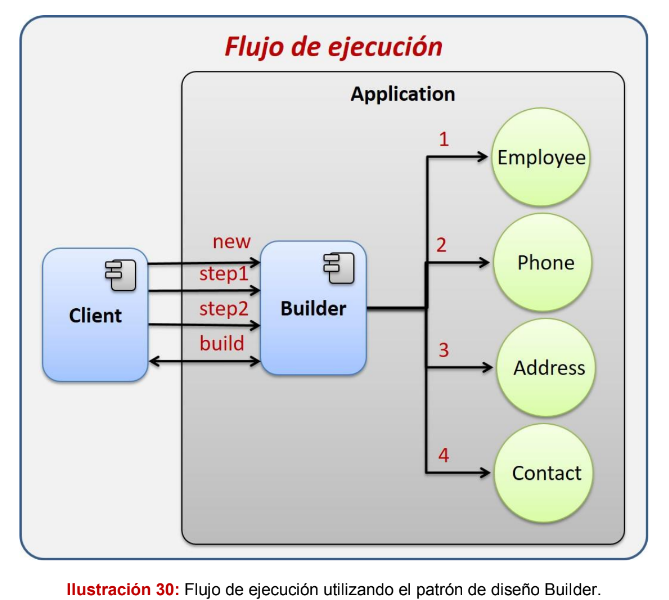 Flujo de ejecución
Application
1
Employee
new
2
step1
Phone
Client
step2
Builder
build
3
Address
4
Contact
Ilustración 30: Flujo de ejecución utilizando el patrón de diseño Builder.